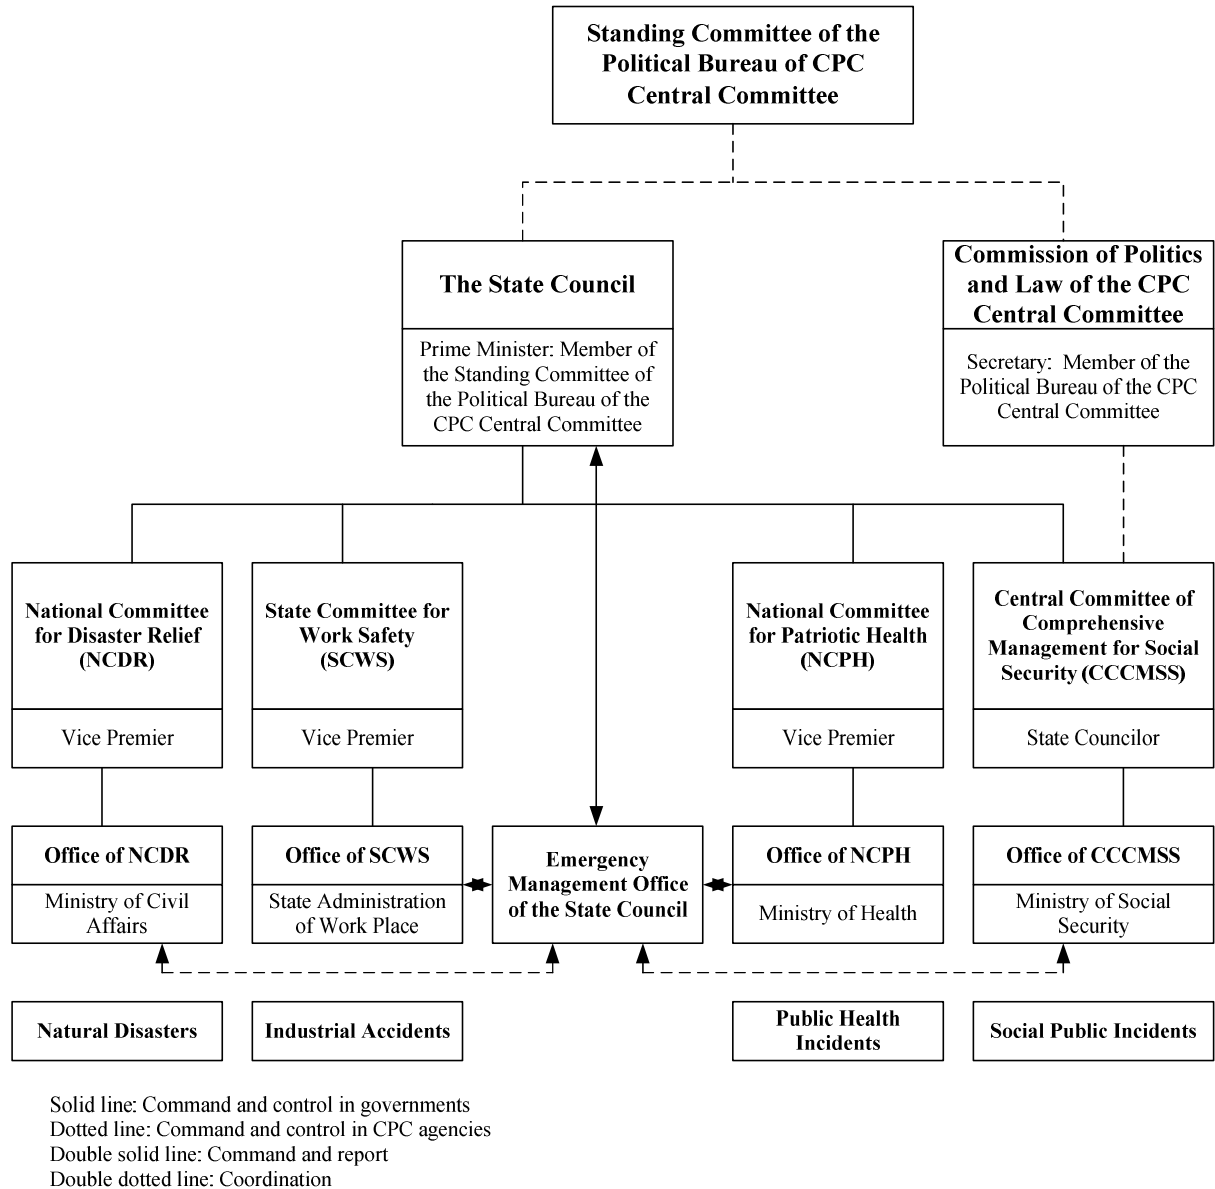 Standing Committee of the
Political Bureau of CPC
Central Committee
The State Council
Prime Minister: Member of
the Standing Committee of
the Political Bureau of the
CPC Central Committee
Commission of Politics
and Law of the CPC
Central Committee
Secretary:  Member of the
Political Bureau of the CPC
Central Committee
National Committee
for Disaster Relief
(NCDR)
Vice Premier
State Committee for
Work Safety
(SCWS)
Vice Premier
National Committee
for Patriotic Health
(NCPH)
Vice Premier
Central Committee of
Comprehensive
Management for Social
Security (CCCMSS)
State Councilor
Office of NCDR
Ministry of Civil
Affairs
Office of SCWS
State Administration
of Work Place
Emergency
Management Office
of the State Council
Office of NCPH
Ministry of Health
Office of CCCMSS
Ministry of Social
Security
Natural Disasters
Industrial Accidents
Public Health
Incidents
Social Public Incidents
Solid line: Command and control in governments
Dotted line: Command and control in CPC agencies
Double solid line: Command and report
Double dotted line: Coordination